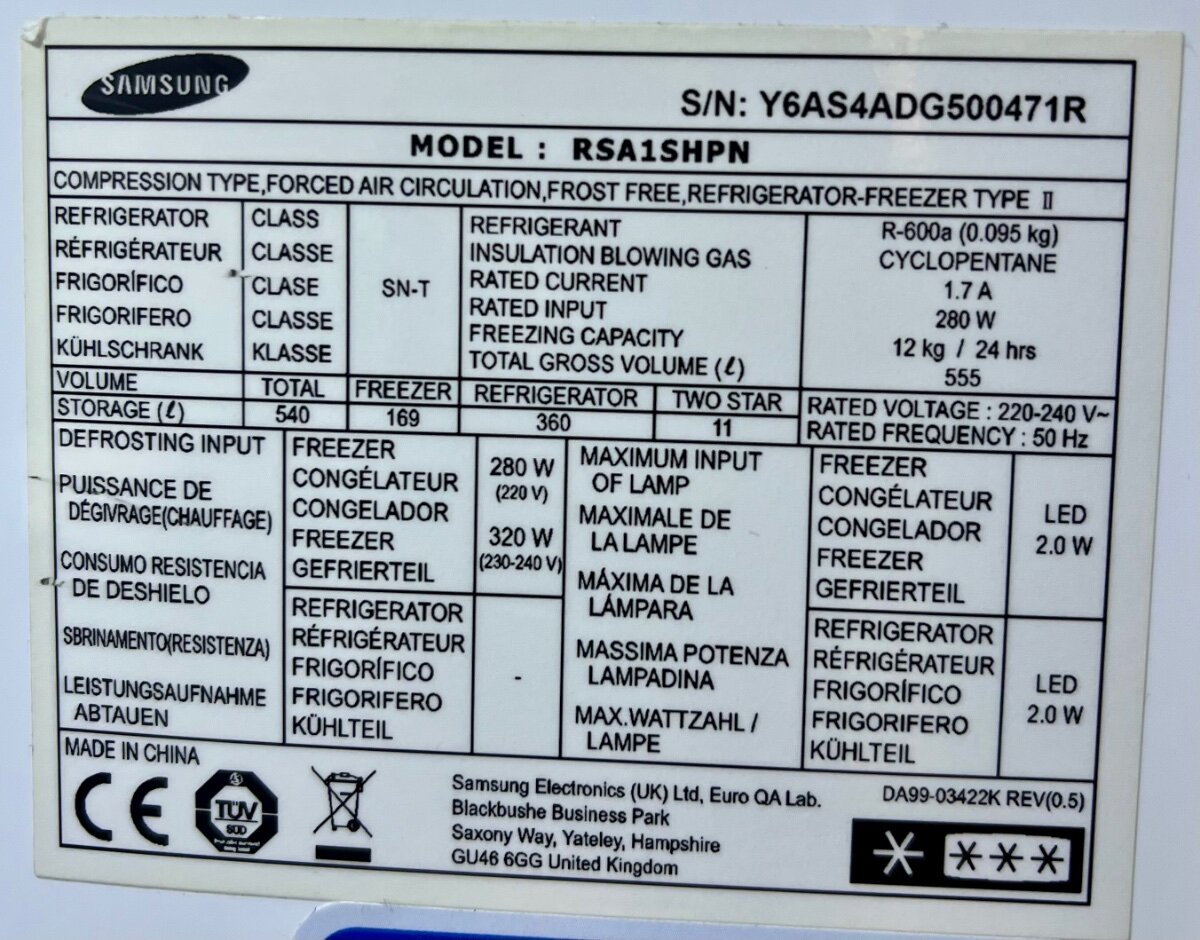 SAMSUNG
S/N: Y6AS4ADG500471R
MODEL : RSA1SHPN
COMPRESSION TYPE,FORCED AIR CIRCULATION,FROST FREE,REFRIGERATOR-FREEZER TYPE II
REFRIGERATOR
RÉFRIGÉRATEUR
FRIGORÍFICO
FRIGORIFERO
KÜHLSCHRANK
CLASS
CLASSE
CLASE
CLASSE
KLASSE
SN-T
REFRIGERANT
INSULATION BLOWING GAS
RATED CURRENT
RATED INPUT
FREEZING CAPACITY
TOTAL GROSS VOLUME (ℓ)
R-600a (0.095 kg)
CYCLOPENTANE
1.7 A
280 W
12 kg / 24 hrs
555
VOLUME TOTAL FREEZER REFRIGERATOR TWO STAR
STORAGE (ℓ) 540 169 360 11
RATED VOLTAGE : 220-240 V~
RATED FREQUENCY : 50 Hz
DEFROSTING INPUT
PUISSANCE DE
DÉGIVRAGE(CHAUFFAGE)
CONSUMO RESISTENCIA
DE DESHIELO
SBRINAMENTO(RESISTENZA)
LEISTUNGSAUFNAHME
ABTAUEN
FREEZER
CONGÉLATEUR
CONGELADOR
FREEZER
GEFRIERTEIL
280 W
(220 V)
320 W
(230-240 V)
REFRIGERATOR
RÉFRIGÉRATEUR
FRIGORÍFICO
FRIGORIFERO
KÜHLTEIL
-
MAXIMUM INPUT
OF LAMP
MAXIMALE DE
LA LAMPE
MÁXIMA DE LA
LÁMPARA
MASSIMA POTENZA
LAMPADINA
MAX.WATTZAHL /
LAMPE
FREEZER
CONGÉLATEUR
CONGELADOR
FREEZER
GEFRIERTEIL
LED
2.0 W
REFRIGERATOR
RÉFRIGÉRATEUR
FRIGORÍFICO
FRIGORIFERO
KÜHLTEIL
LED
2.0 W
MADE IN CHINA
CE
TÜV
SÜD
Samsung Electronics (UK) Ltd, Euro QA Lab.
Blackbushe Business Park
Saxony Way, Yateley, Hampshire
GU46 6GG United Kingdom
DA99-03422K REV(0.5)